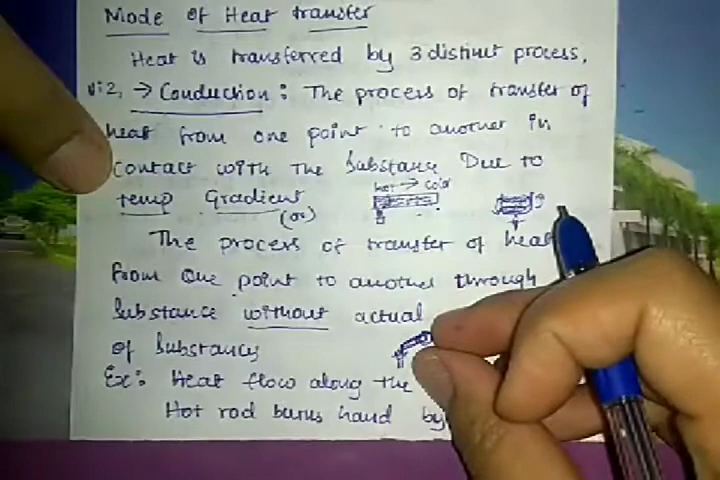 Mode of Heat transfer
Heat is transferred by 3 distinct process,
viz, → Conduction : The process of transfer of
heat from one point to another in
contact with the Substance Due to
temp Gradient
hot → cold
(or)
The process of transfer of heat
from one point to another through
Substance without actual
of Substances
Ex: Heat flow along the
Hot rod burns hand by